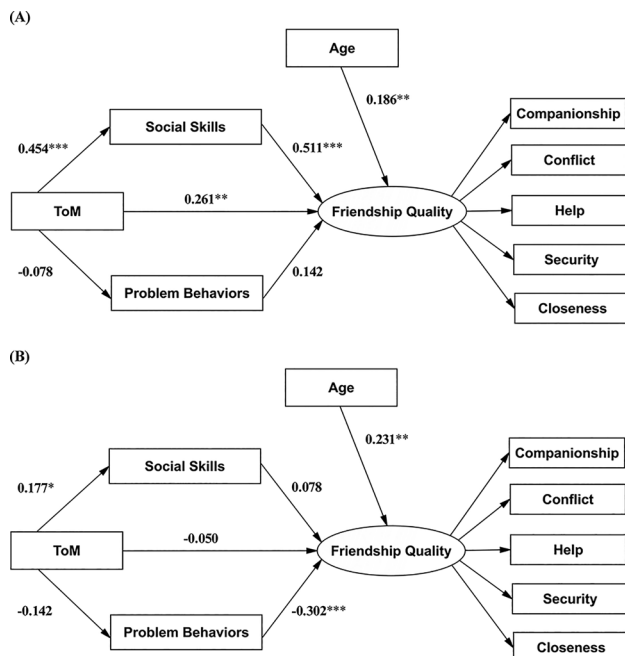 (A)
Age
0.186**
Companionship
Social Skills
0.454***
0.511***
Conflict
ToM
0.261**
Friendship Quality
Help
-0.078
0.142
Security
Problem Behaviors
Closeness
(B)
Age
0.231**
Companionship
Social Skills
0.177*
0.078
Conflict
ToM
-0.050
Friendship Quality
Help
-0.142
-0.302***
Security
Problem Behaviors
Closeness